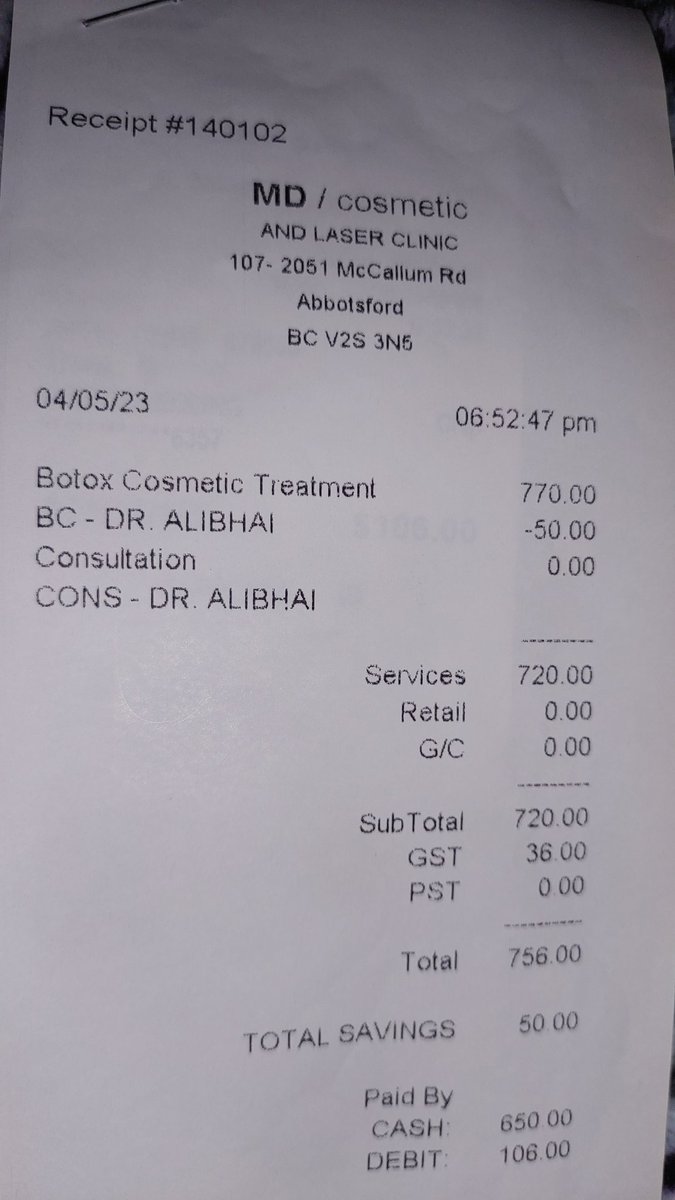 Receipt #140102
MD / cosmetic
AND LASER CLINIC
107- 2051 McCallum Rd
Abbotsford
BC V2S 3N5
04/05/23 06:52:47 pm
Botox Cosmetic Treatment 770.00
BC - DR. ALIBHAI -50.00
Consultation 0.00
CONS - DR. ALIBHAI
Services 720.00
Retail 0.00
G/C 0.00
SubTotal 720.00
GST 36.00
PST 0.00
Total 756.00
TOTAL SAVINGS 50.00
Paid By
CASH: 650.00
DEBIT: 106.00